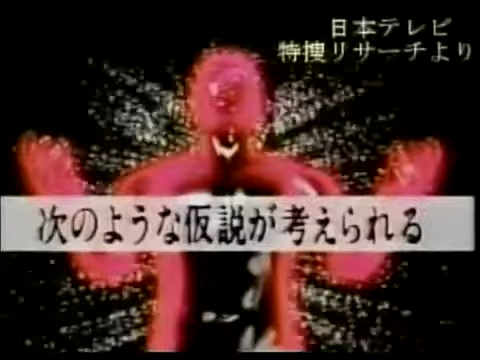 日本テレビ
特捜リサーチより
次のような仮説が考えられる